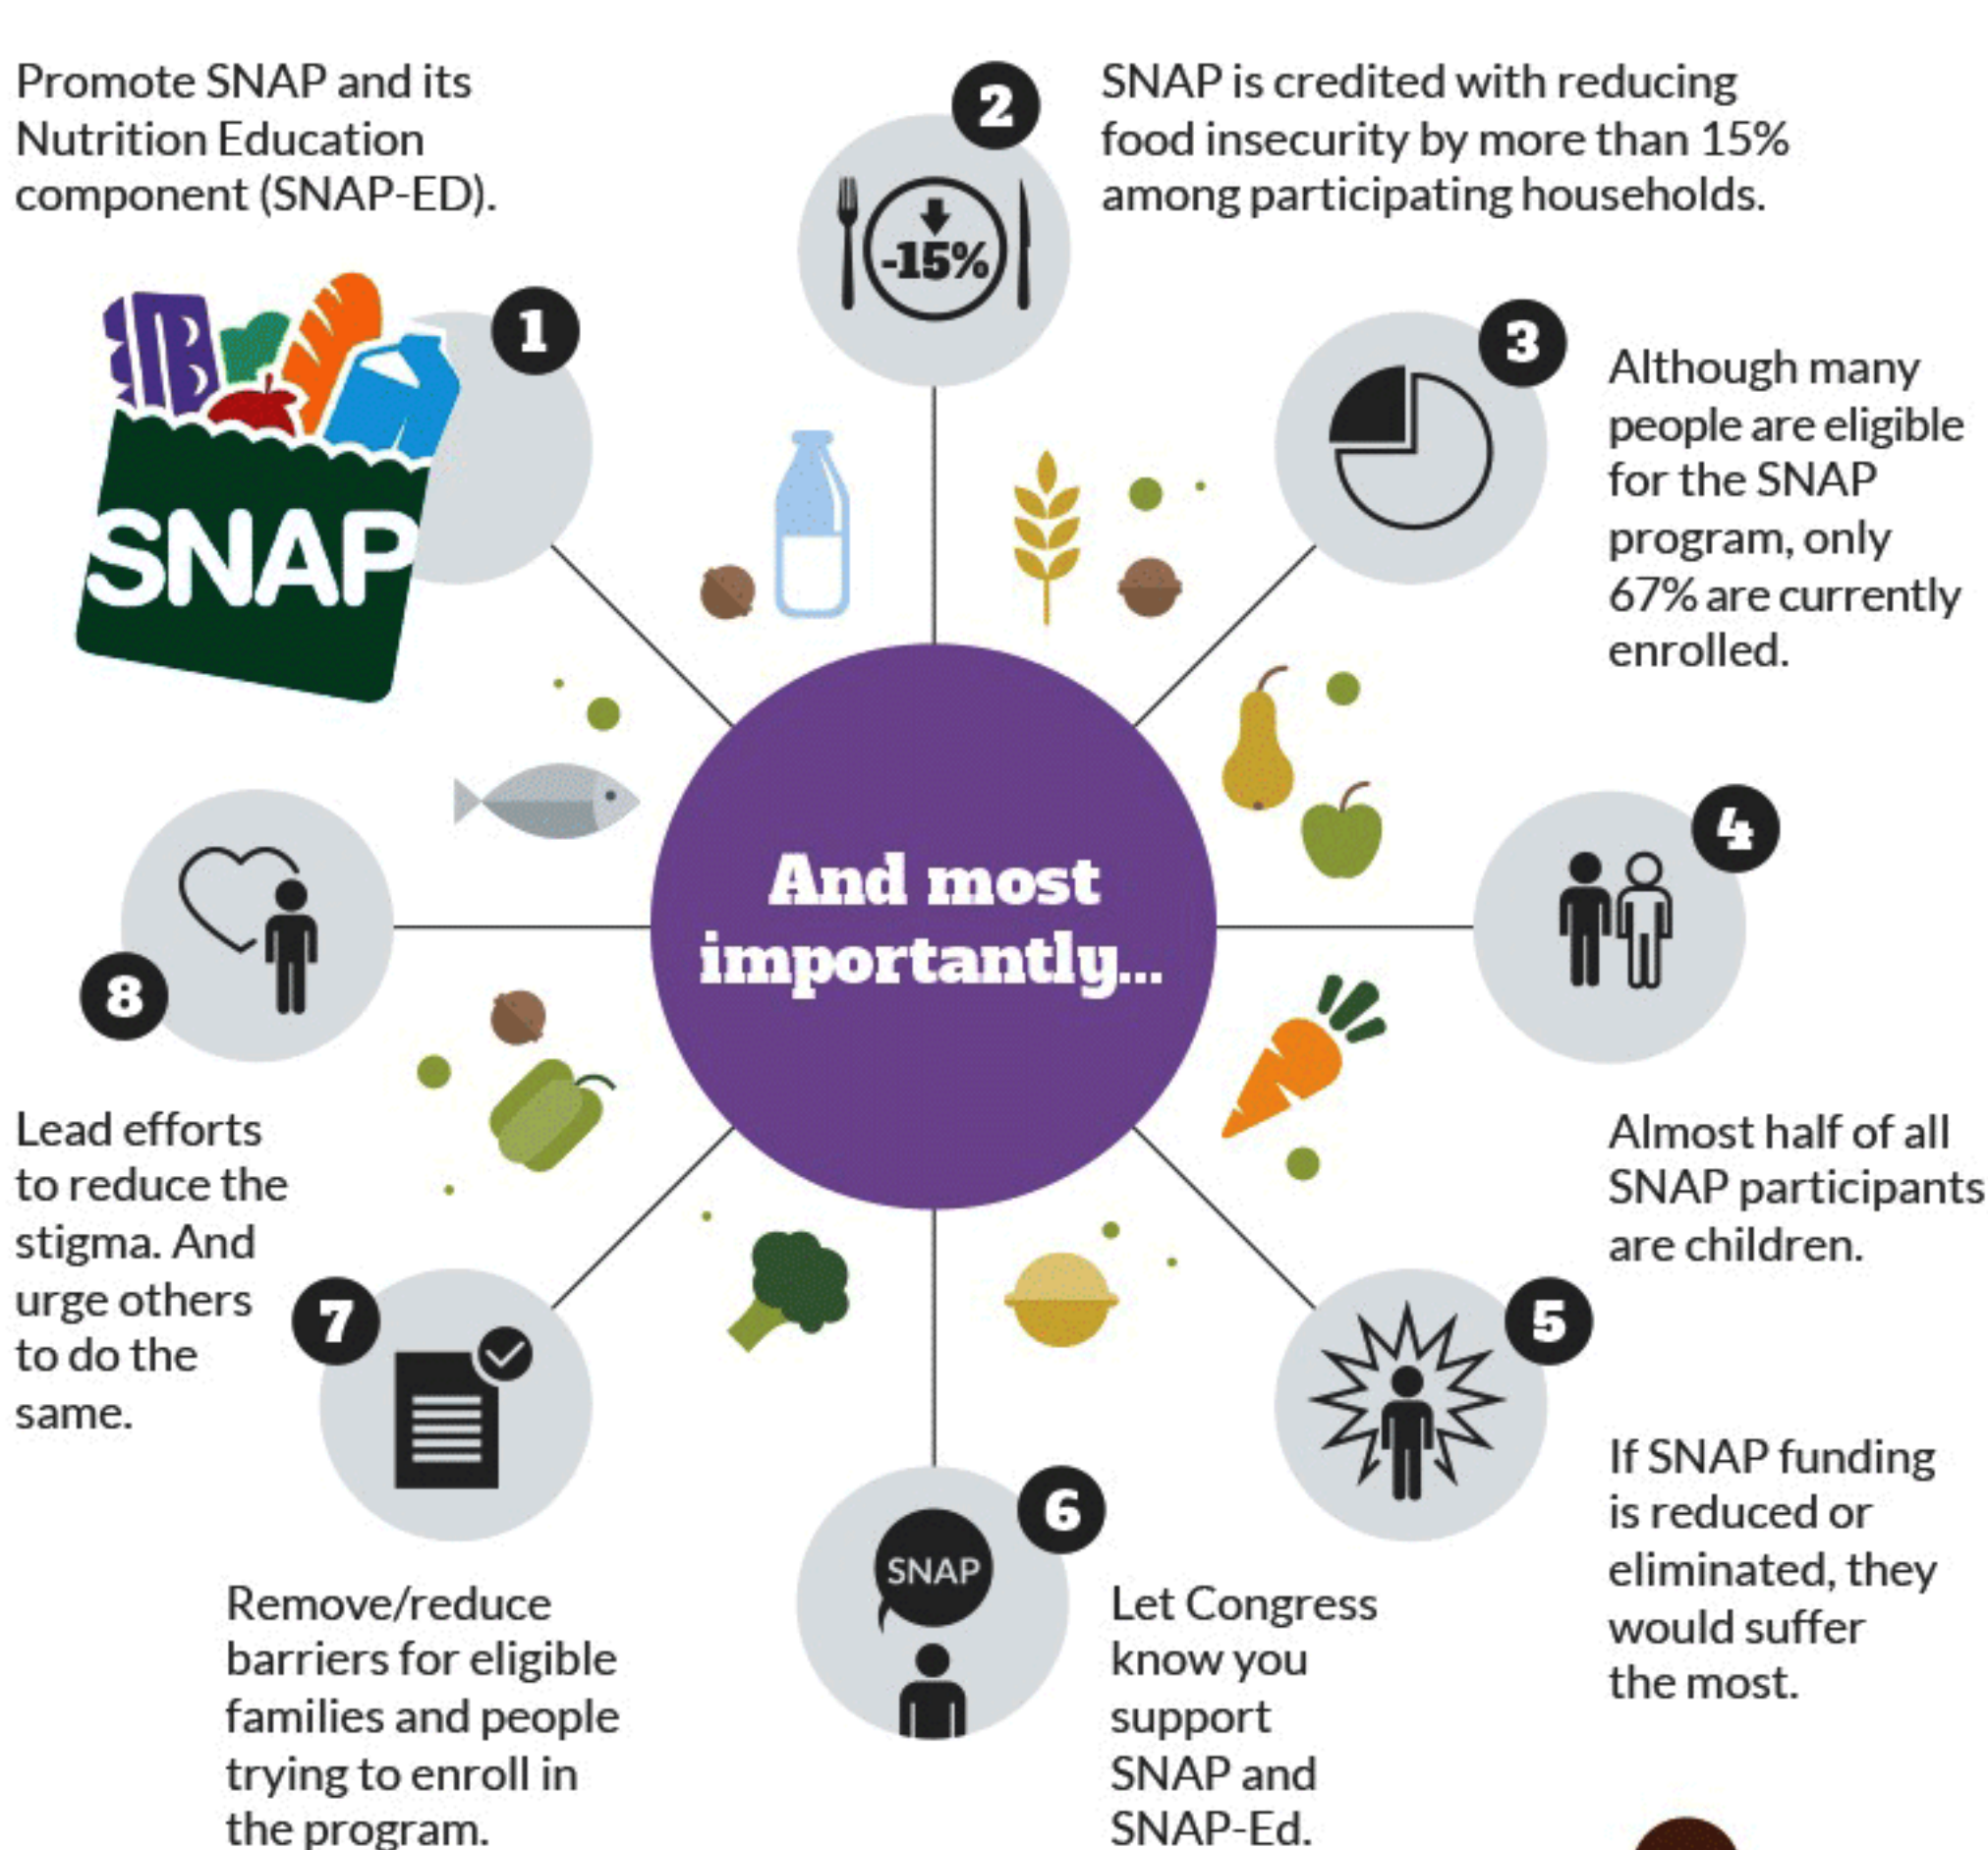 Promote SNAP and its
Nutrition Education
component (SNAP-ED).
1
SNAP
2
-15%
SNAP is credited with reducing
food insecurity by more than 15%
among participating households.
3
Although many
people are eligible
for the SNAP
program, only
67% are currently
enrolled.
And most
importantly...
4
Almost half of all
SNAP participants
are children.
5
If SNAP funding
is reduced or
eliminated, they
would suffer
the most.
6
SNAP
Let Congress
know you
support
SNAP and
SNAP-Ed.
7
Remove/reduce
barriers for eligible
families and people
trying to enroll in
the program.
8
Lead efforts
to reduce the
stigma. And
urge others
to do the
same.